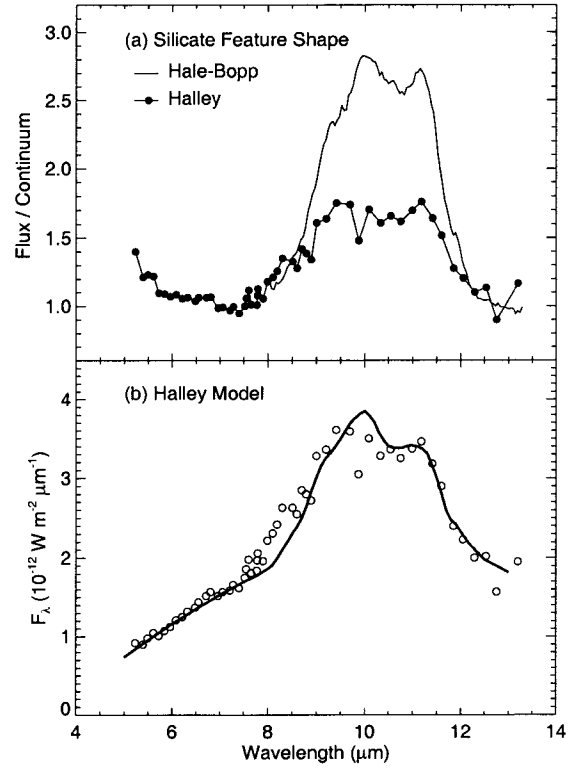 3.0
(a) Silicate Feature Shape
Hale-Bopp
Halley
2.5
2.0
1.5
1.0
Flux / Continuum
(b) Halley Model
4
3
2
1
0
F_λ (10⁻¹² W m⁻² μm⁻¹)
4 6 8 10 12 14
Wavelength (μm)